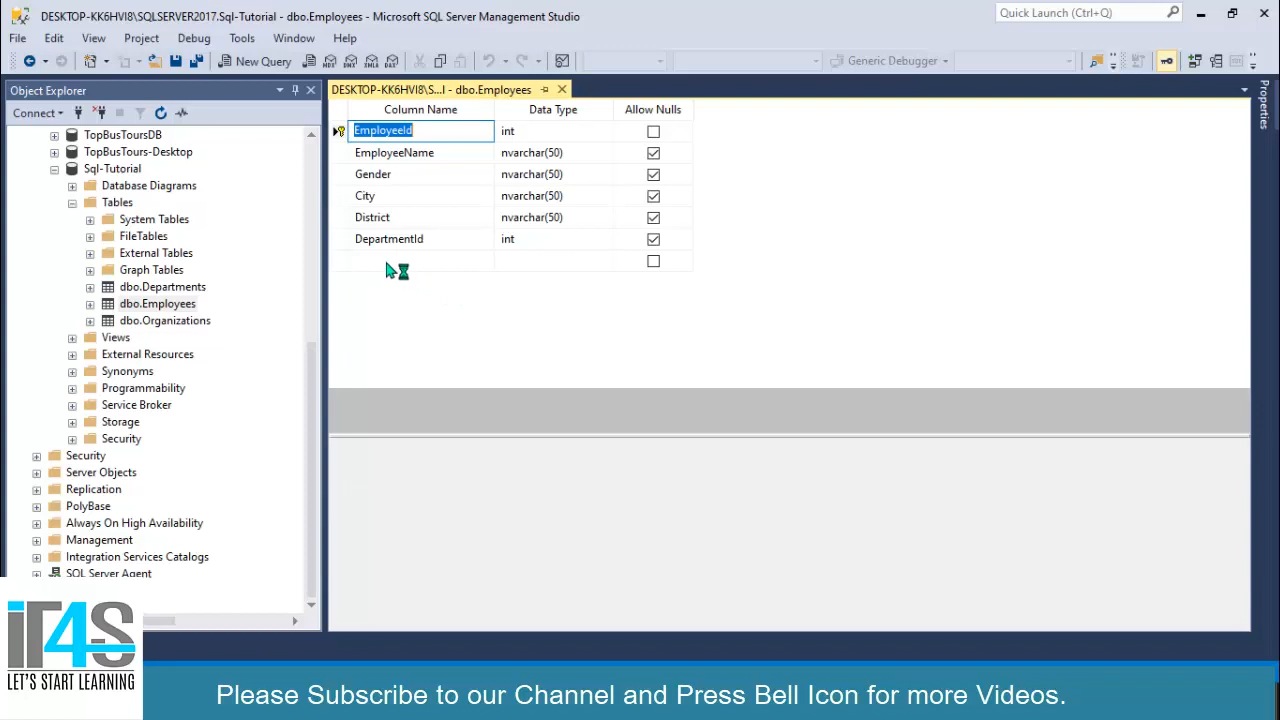 DESKTOP-KK6HVI8\SQLSERVER2017.Sql-Tutorial - dbo.Employees - Microsoft SQL Server Management Studio
Quick Launch (Ctrl+Q)
File Edit View Project Debug Tools Window Help
New Query
MDX DMX XMLA DAX
Generic Debugger
Object Explorer
DESKTOP-KK6HVI8\S...l - dbo.Employees
Properties
Connect
Column Name Data Type Allow Nulls
EmployeeId int
EmployeeName nvarchar(50)
Gender nvarchar(50)
City nvarchar(50)
District nvarchar(50)
DepartmentId int
TopBusToursDB
TopBusTours-Desktop
Sql-Tutorial
Database Diagrams
Tables
System Tables
FileTables
External Tables
Graph Tables
dbo.Departments
dbo.Employees
dbo.Organizations
Views
External Resources
Synonyms
Programmability
Service Broker
Storage
Security
Security
Server Objects
Replication
PolyBase
Always On High Availability
Management
Integration Services Catalogs
SQL Server Agent
iT4S
LET'S START LEARNING
Please Subscribe to our Channel and Press Bell Icon for more Videos.